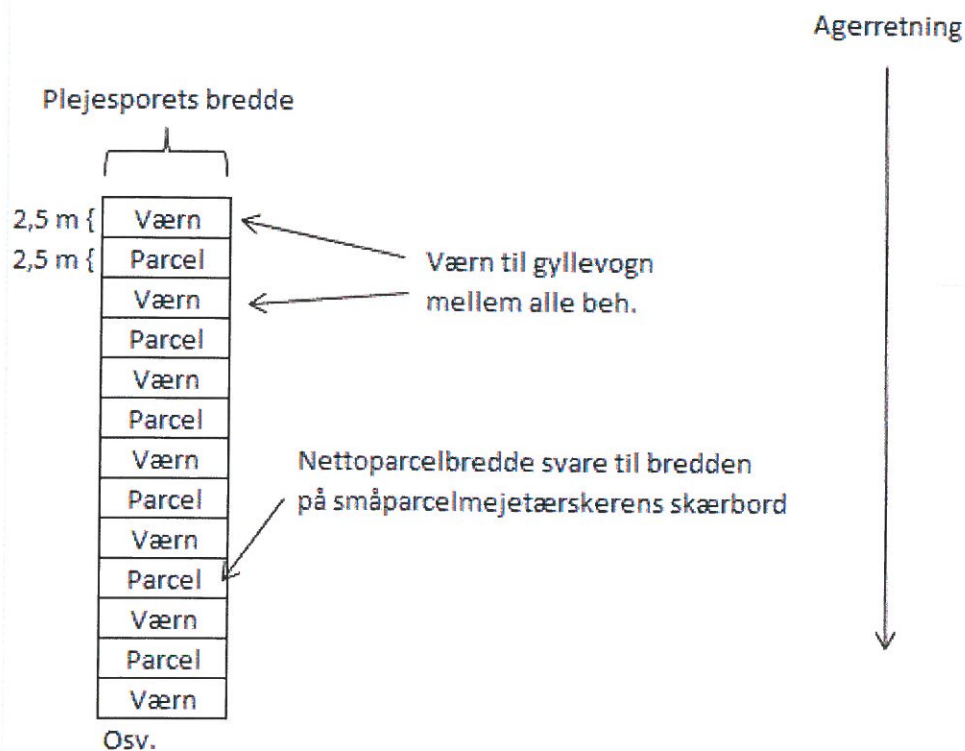 Agerretning
Plejesporets bredde
2,5 m { Værn
2,5 m { Parcel
Værn
Parcel
Værn
Parcel
Værn
Parcel
Værn
Parcel
Værn
Parcel
Værn
Osv.
Værn til gyllevogn
mellem alle beh.
Nettoparcelbredde svare til bredden
på småparcelmejetærskerens skærbord